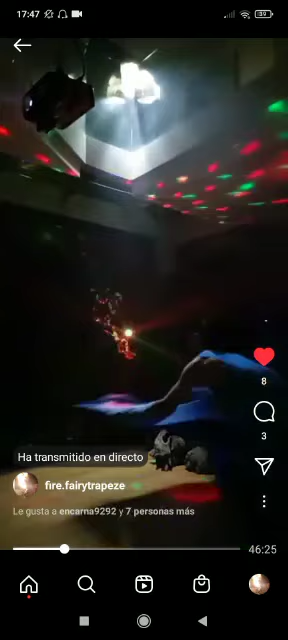 17:47
8
3
Ha transmitido en directo
fire.fairytrapeze
Le gusta a encarna9292 y 7 personas más
46:25